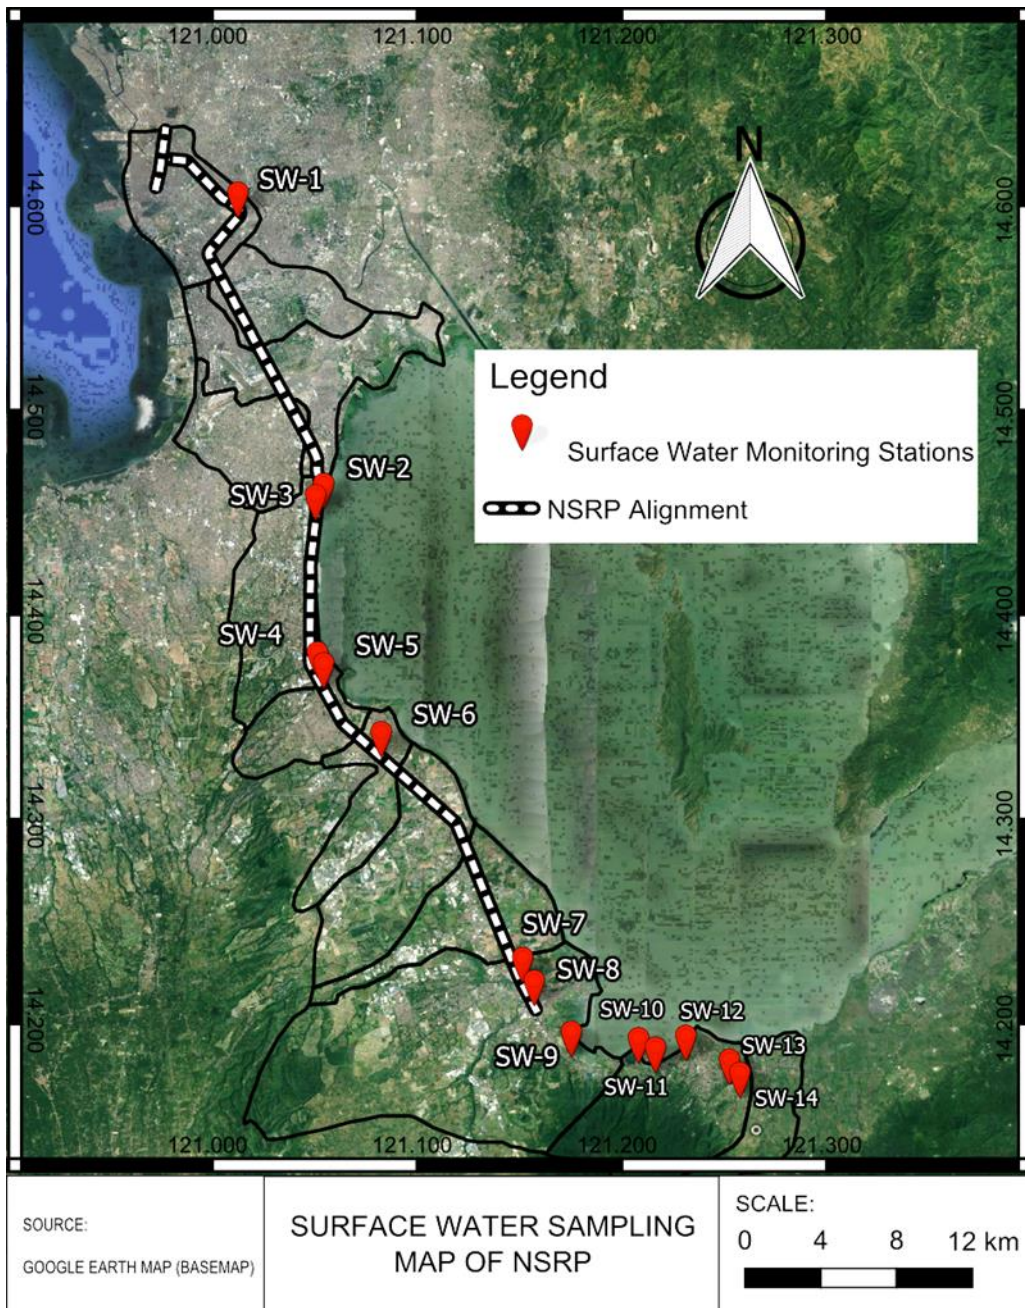 121.000 121.100 121.200 121.300
N
14.600 14.600
SW-1
Legend
Surface Water Monitoring Stations
NSRP Alignment
14.500 14.500
SW-2
SW-3
14.400 14.400
SW-4
SW-5
SW-6
14.300 14.300
SW-7
SW-8
14.200 14.200
SW-10 SW-12
SW-9
SW-13
SW-11
SW-14
121.000 121.100 121.200 121.300
SOURCE:
GOOGLE EARTH MAP (BASEMAP)
SURFACE WATER SAMPLING
MAP OF NSRP
SCALE:
0 4 8 12 km